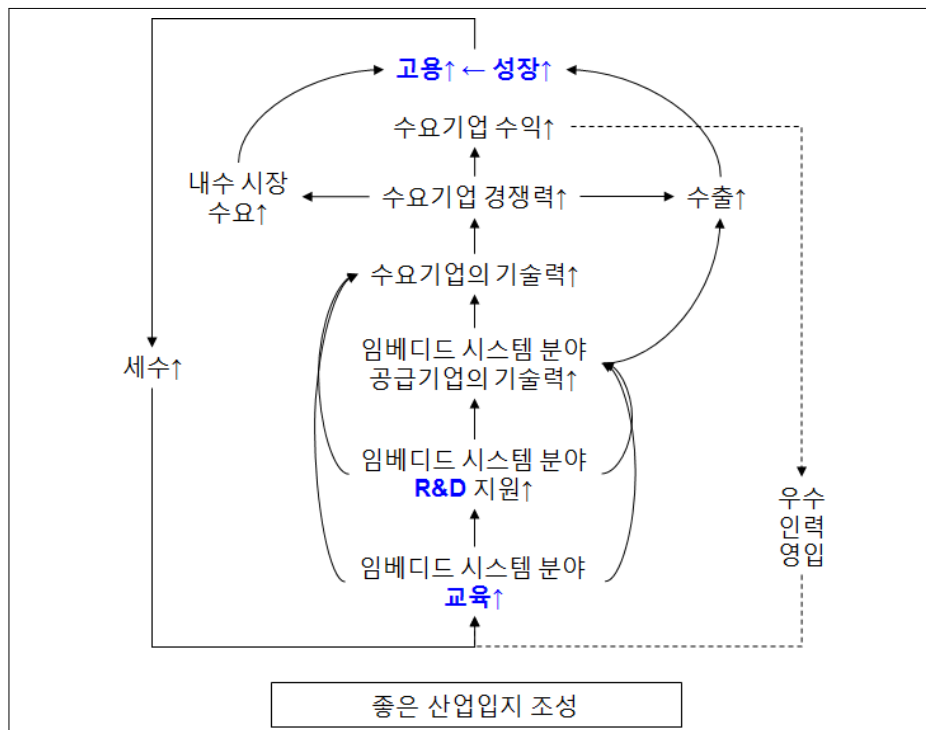 고용↑ ← 성장↑
수요기업 수익↑
내수 시장
수요↑
수요기업 경쟁력↑
수출↑
수요기업의 기술력↑
임베디드 시스템 분야
공급기업의 기술력↑
세수↑
임베디드 시스템 분야
R&D 지원↑
우수
인력
영입
임베디드 시스템 분야
교육↑
좋은 산업입지 조성